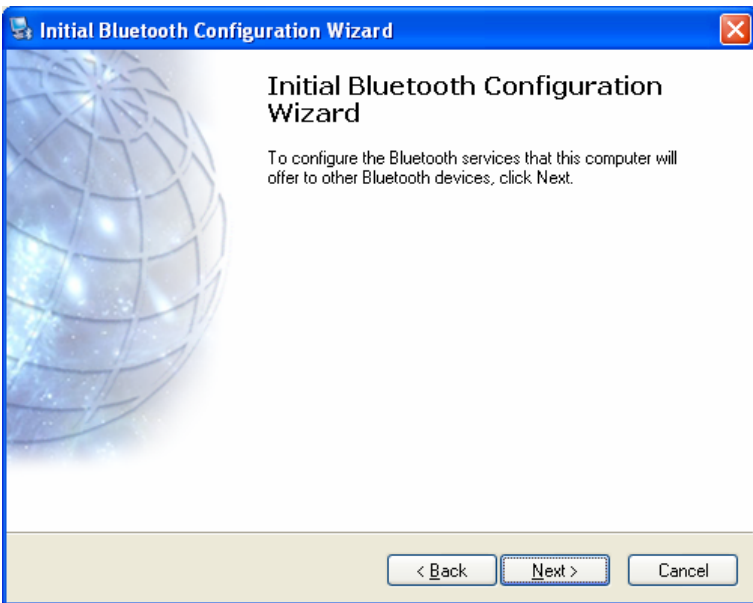 Initial Bluetooth Configuration Wizard
Initial Bluetooth Configuration
Wizard
To configure the Bluetooth services that this computer will
offer to other Bluetooth devices, click Next.
< Back Next > Cancel